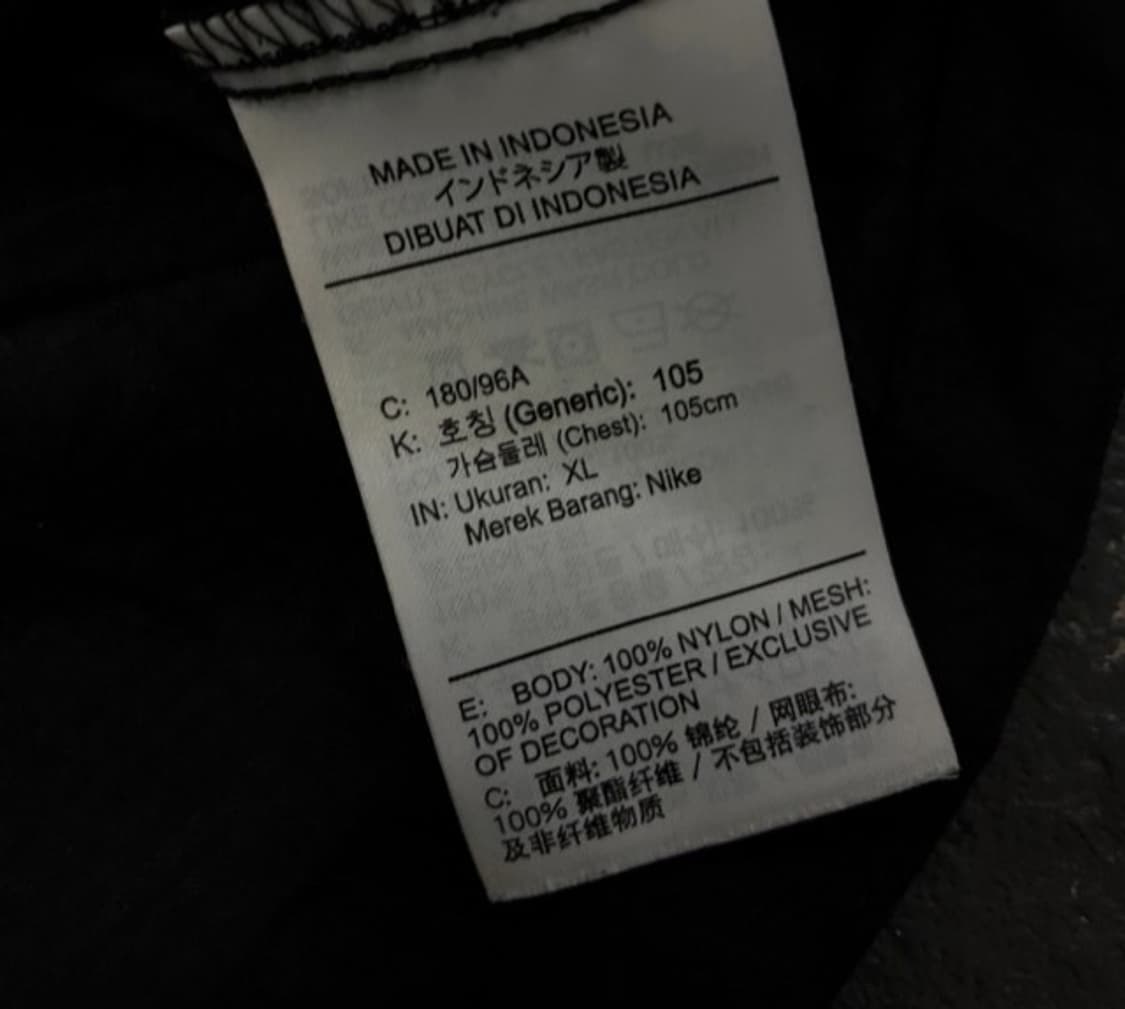 MADE IN INDONESIA
インドネシア製
DIBUAT DI INDONESIA
C: 180/96A
K: 호칭 (Generic): 105
가슴둘레 (Chest): 105cm
IN: Ukuran: XL
Merek Barang: Nike
E: BODY: 100% NYLON / MESH:
100% POLYESTER / EXCLUSIVE
OF DECORATION
C: 面料: 100% 锦纶 / 网眼布:
100% 聚酯纤维 / 不包括装饰部分
及非纤维物质